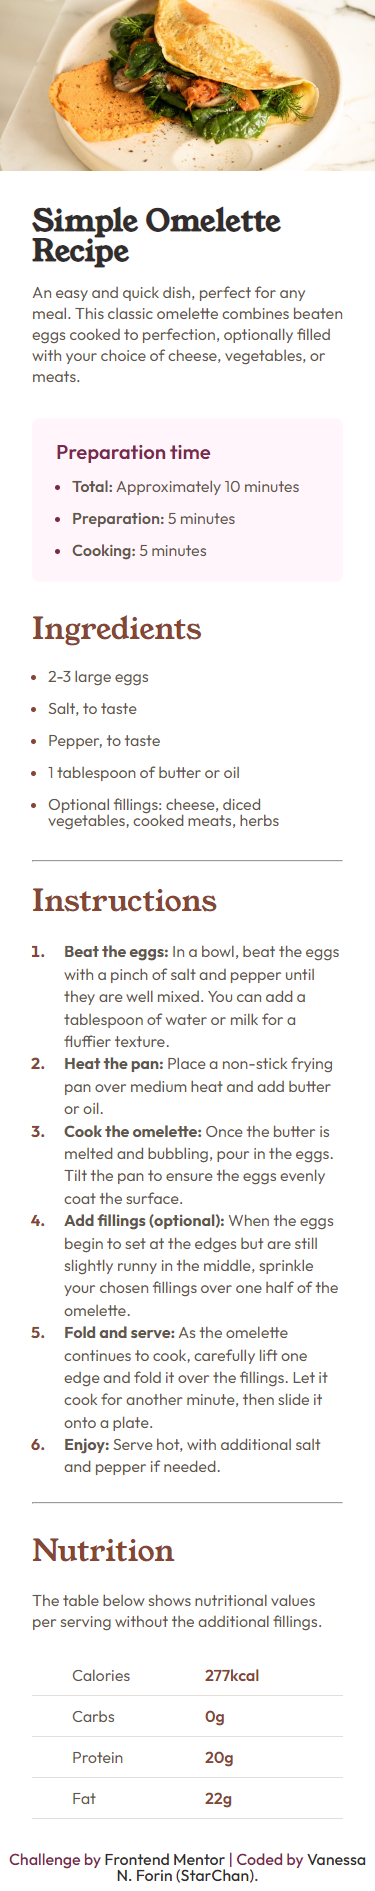 Simple Omelette
Recipe
An easy and quick dish, perfect for any
meal. This classic omelette combines beaten
eggs cooked to perfection, optionally filled
with your choice of cheese, vegetables, or
meats.
Preparation time
• Total: Approximately 10 minutes
• Preparation: 5 minutes
• Cooking: 5 minutes
Ingredients
• 2-3 large eggs
• Salt, to taste
• Pepper, to taste
• 1 tablespoon of butter or oil
• Optional fillings: cheese, diced
vegetables, cooked meats, herbs
Instructions
1. Beat the eggs: In a bowl, beat the eggs
with a pinch of salt and pepper until
they are well mixed. You can add a
tablespoon of water or milk for a
fluffier texture.
2. Heat the pan: Place a non-stick frying
pan over medium heat and add butter
or oil.
3. Cook the omelette: Once the butter is
melted and bubbling, pour in the eggs.
Tilt the pan to ensure the eggs evenly
coat the surface.
4. Add fillings (optional): When the eggs
begin to set at the edges but are still
slightly runny in the middle, sprinkle
your chosen fillings over one half of the
omelette.
5. Fold and serve: As the omelette
continues to cook, carefully lift one
edge and fold it over the fillings. Let it
cook for another minute, then slide it
onto a plate.
6. Enjoy: Serve hot, with additional salt
and pepper if needed.
Nutrition
The table below shows nutritional values
per serving without the additional fillings.
Calories 277kcal
Carbs 0g
Protein 20g
Fat 22g
Challenge by Frontend Mentor | Coded by Vanessa
N. Forin (StarChan).